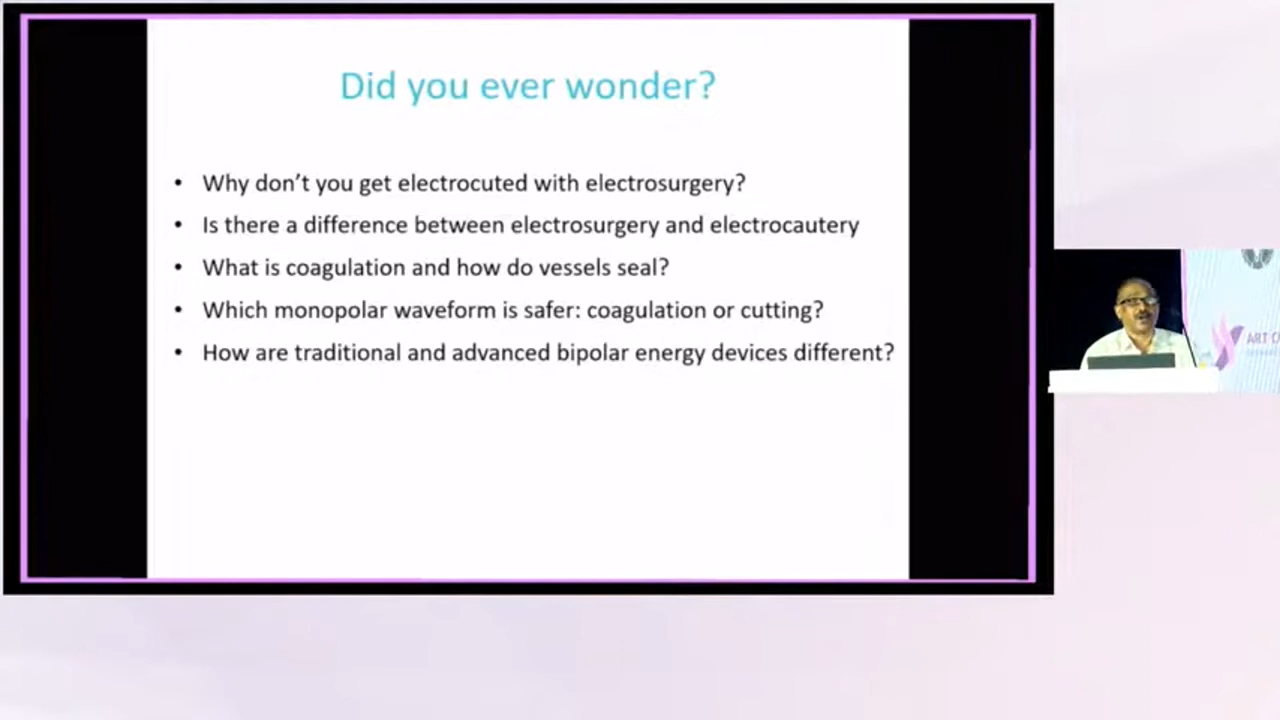 Did you ever wonder?
• Why don't you get electrocuted with electrosurgery?
• Is there a difference between electrosurgery and electrocautery
• What is coagulation and how do vessels seal?
• Which monopolar waveform is safer: coagulation or cutting?
• How are traditional and advanced bipolar energy devices different?
ART